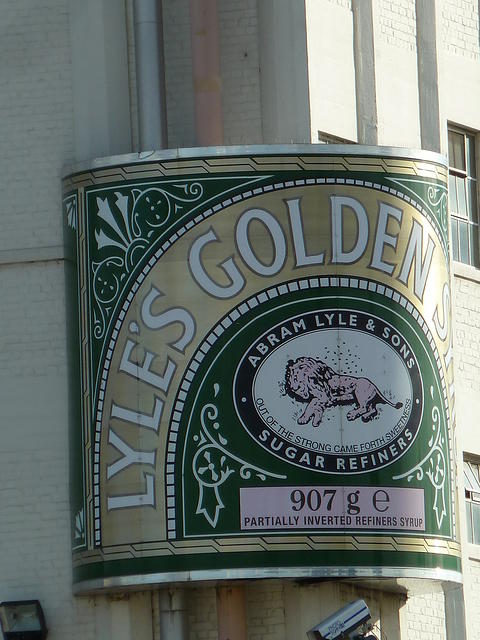 LYLE'S GOLDEN
ABRAM LYLE & SONS
OUT OF THE STRONG CAME FORTH SWEETNESS
SUGAR REFINERS
907 g e
PARTIALLY INVERTED REFINERS SYRUP